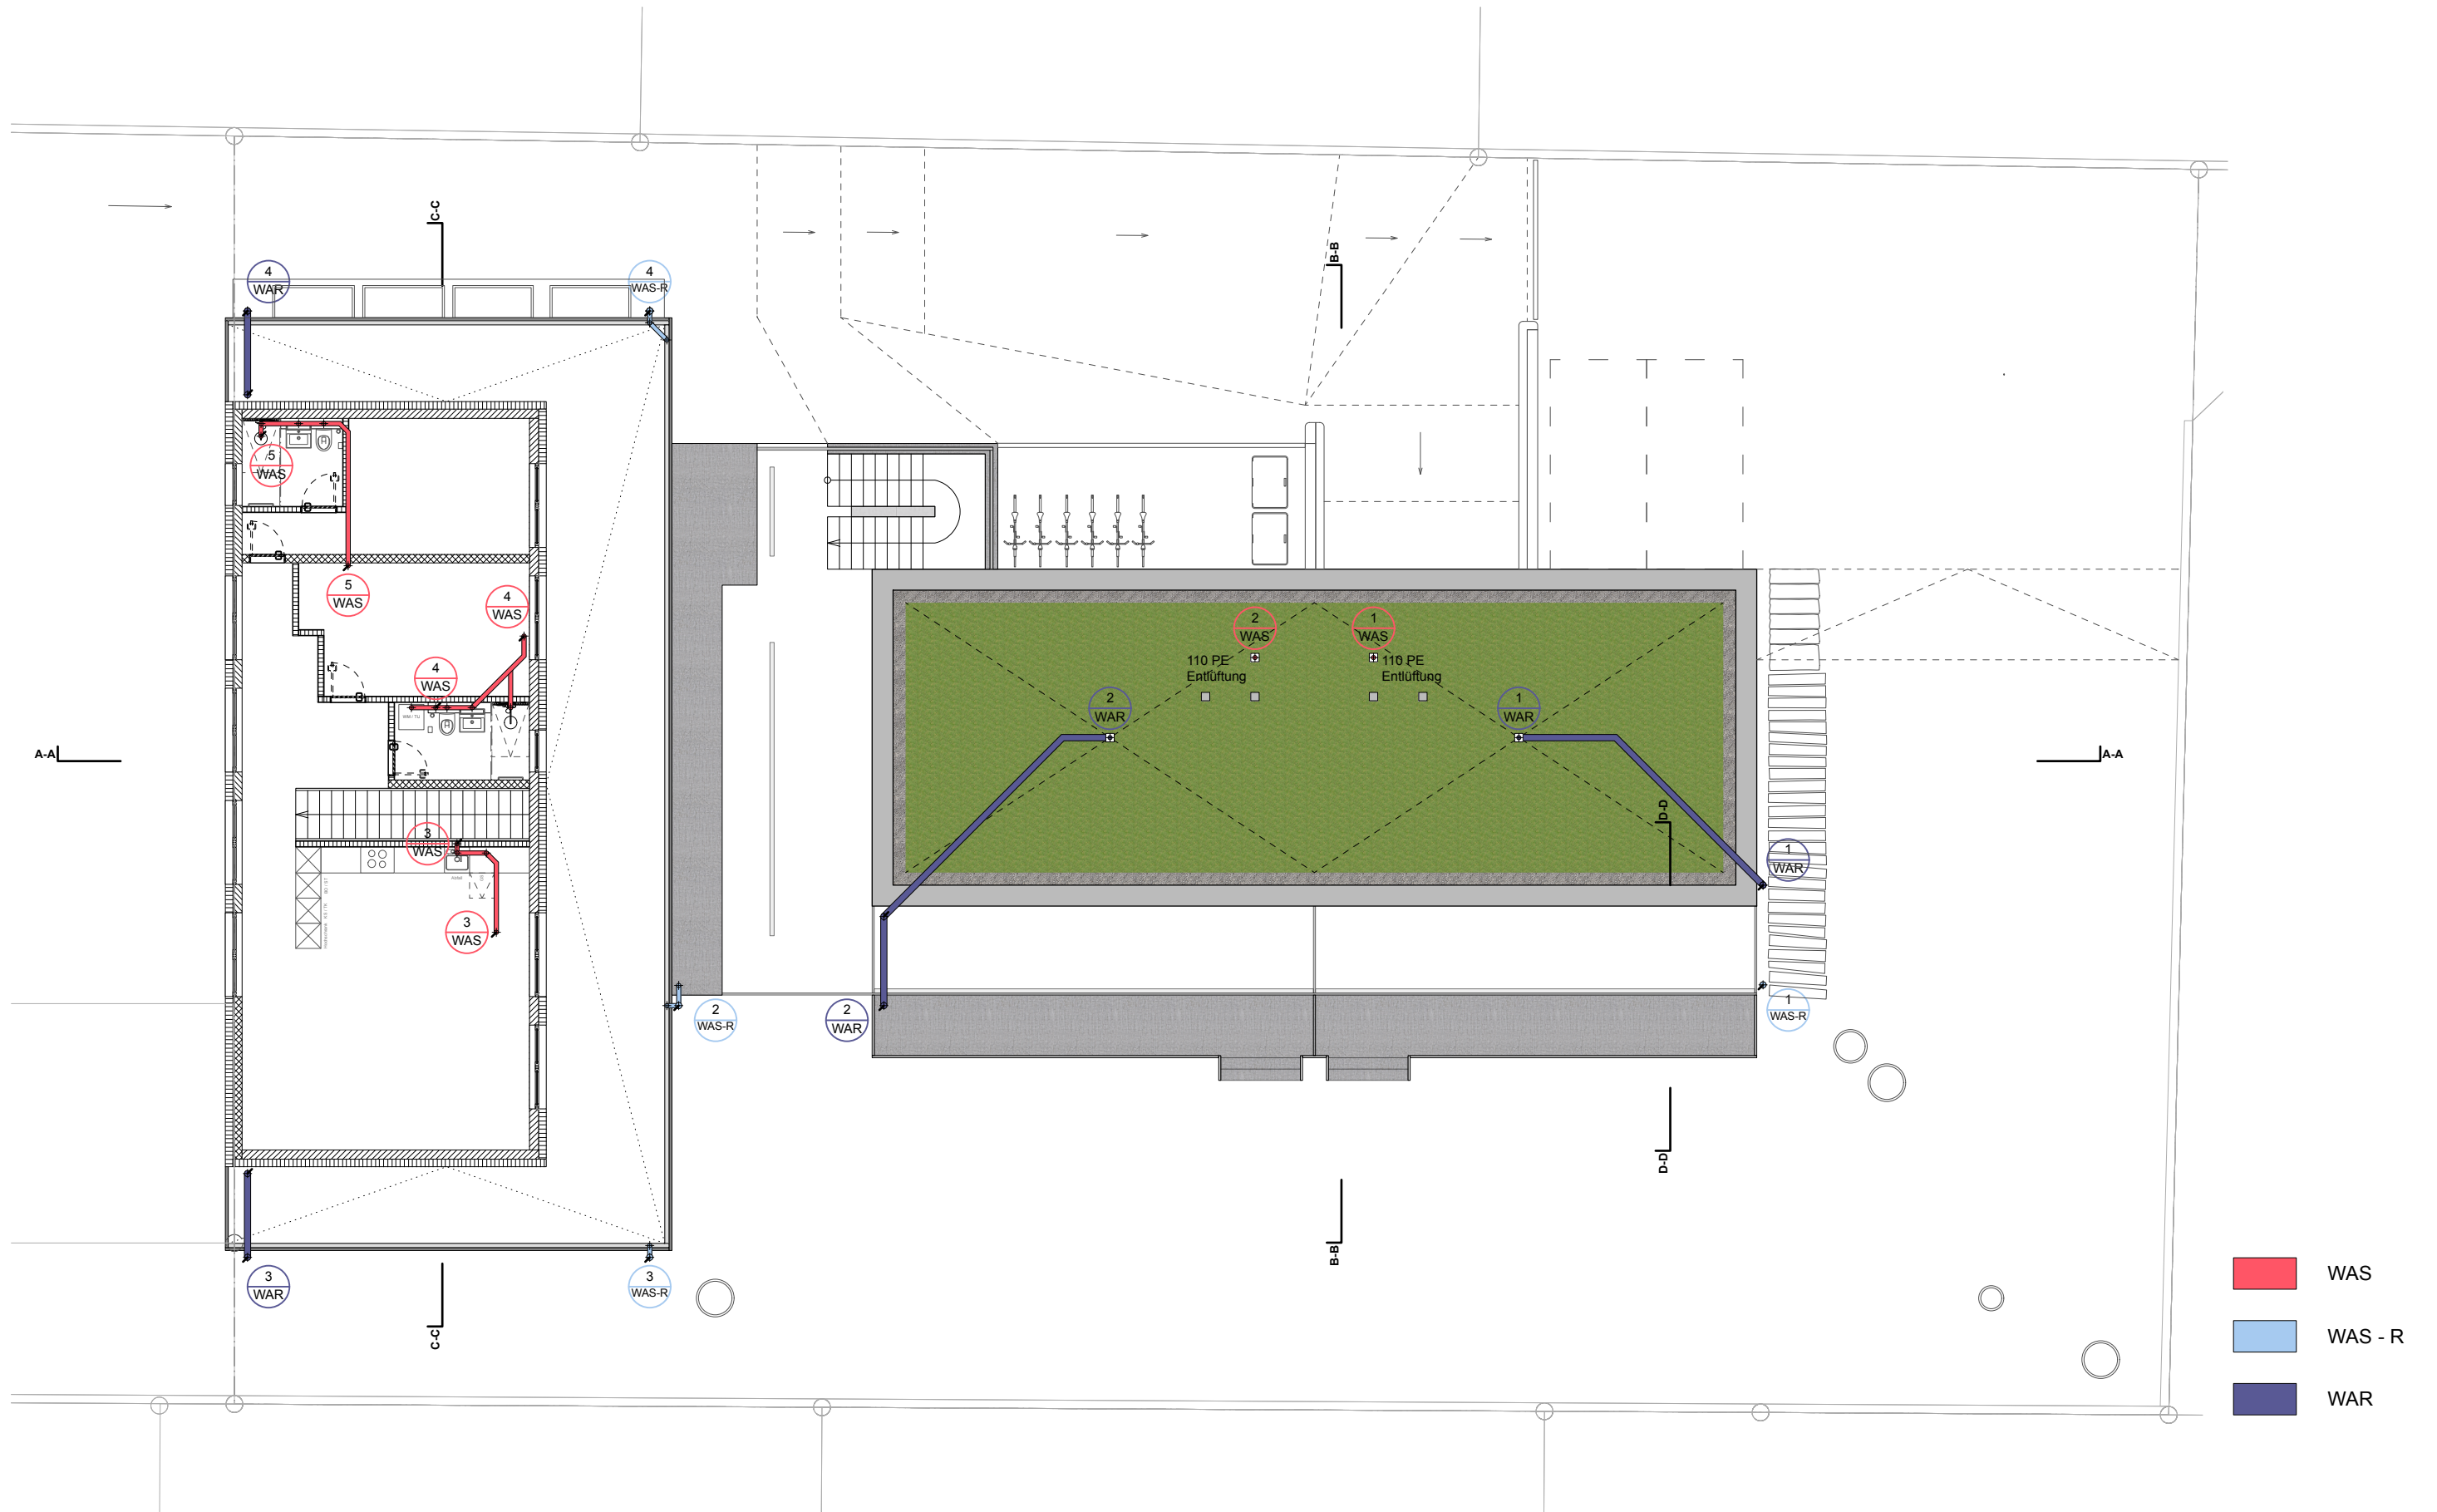 C-C
B-B
4
WAR
4
WAS-R
5
WAS
5
WAS
4
WAS
4
WAS
2
WAS
1
WAS
110 PE
Entlüftung
110 PE
Entlüftung
2
WAR
1
WAR
A-A
A-A
D-D
3
WAS
3
WAS
1
WAR
2
WAS-R
2
WAR
1
WAS-R
D-D
B-B
3
WAR
3
WAS-R
C-C
WAS
WAS - R
WAR